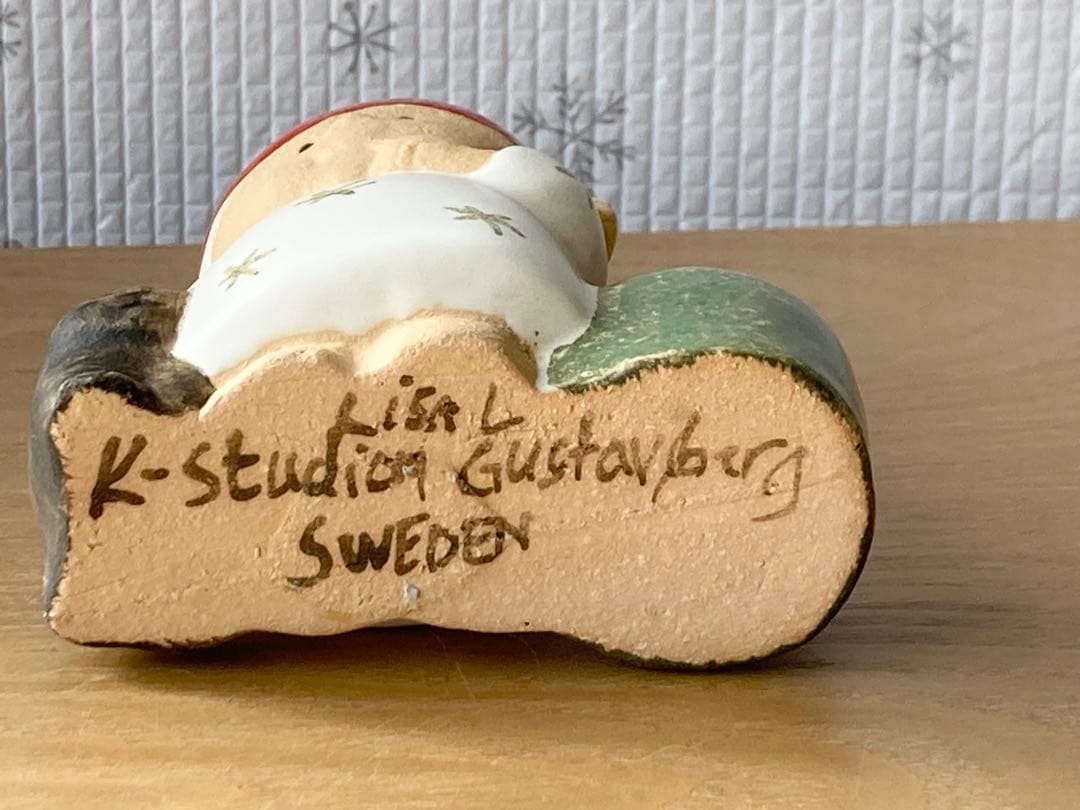 Lisa L
K-Studion Gustavsberg
SWEDEN